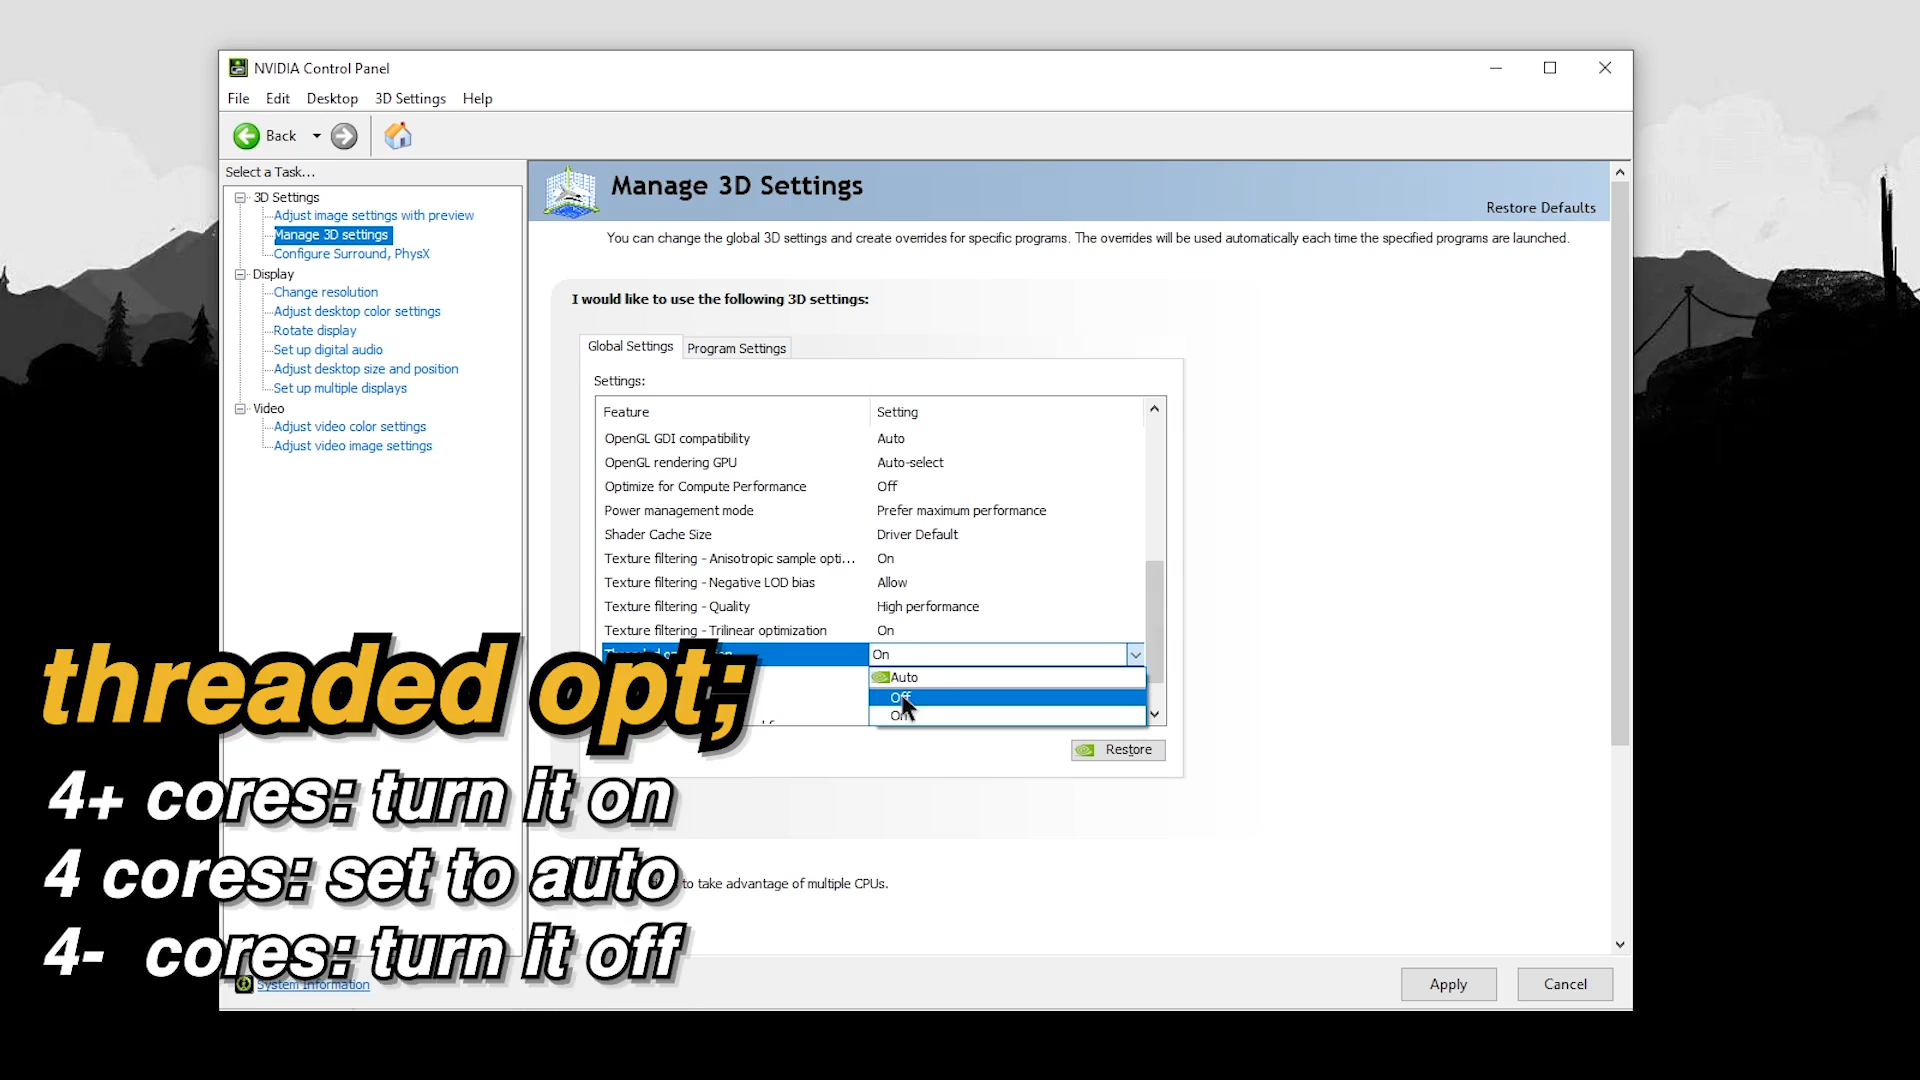 NVIDIA Control Panel
File Edit Desktop 3D Settings Help
Back
Select a Task...
3D Settings
Adjust image settings with preview
Manage 3D settings
Configure Surround, PhysX
Display
Change resolution
Adjust desktop color settings
Rotate display
Set up digital audio
Adjust desktop size and position
Set up multiple displays
Video
Adjust video color settings
Adjust video image settings
System Information
Manage 3D Settings
Restore Defaults
You can change the global 3D settings and create overrides for specific programs. The overrides will be used automatically each time the specified programs are launched.
I would like to use the following 3D settings:
Global Settings Program Settings
Settings:
Feature Setting
OpenGL GDI compatibility Auto
OpenGL rendering GPU Auto-select
Optimize for Compute Performance Off
Power management mode Prefer maximum performance
Shader Cache Size Driver Default
Texture filtering - Anisotropic sample opti... On
Texture filtering - Negative LOD bias Allow
Texture filtering - Quality High performance
Texture filtering - Trilinear optimization On
On
Auto
Off
On
Restore
to take advantage of multiple CPUs.
Apply Cancel
threaded opt;
4+ cores: turn it on
4 cores: set to auto
4- cores: turn it off